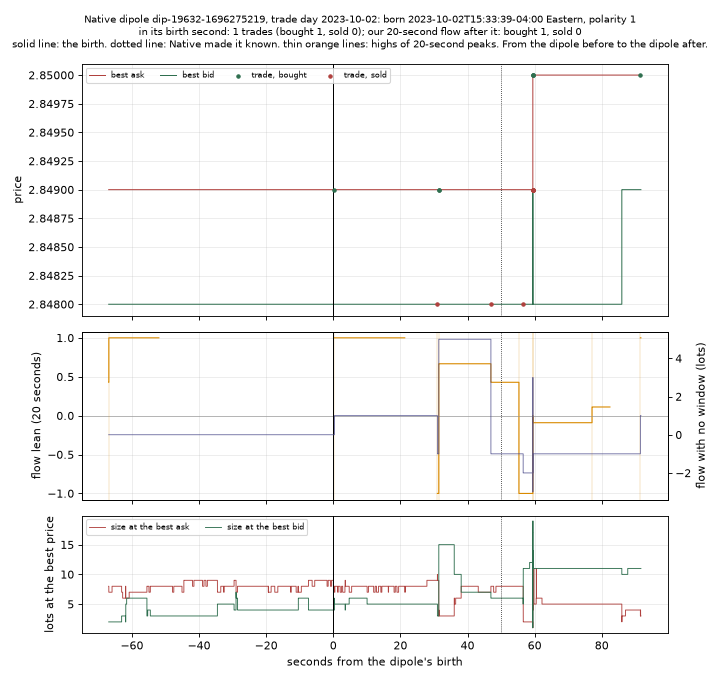 Native dipole dip-19632-1696275219, trade day 2023-10-02: born 2023-10-02T15:33:39-04:00 Eastern, polarity 1
in its birth second: 1 trades (bought 1, sold 0); our 20-second flow after it: bought 1, sold 0
solid line: the birth. dotted line: Native made it known. thin orange lines: highs of 20-second peaks. From the dipole before to the dipole after.
best ask
best bid
trade, bought
trade, sold
2.85000
2.84975
2.84950
2.84925
2.84900
2.84875
2.84850
2.84825
2.84800
price
1.0
0.5
0.0
−0.5
−1.0
flow lean (20 seconds)
4
2
0
−2
flow with no window (lots)
size at the best ask
size at the best bid
15
10
5
lots at the best price
−60
−40
−20
0
20
40
60
80
seconds from the dipole's birth